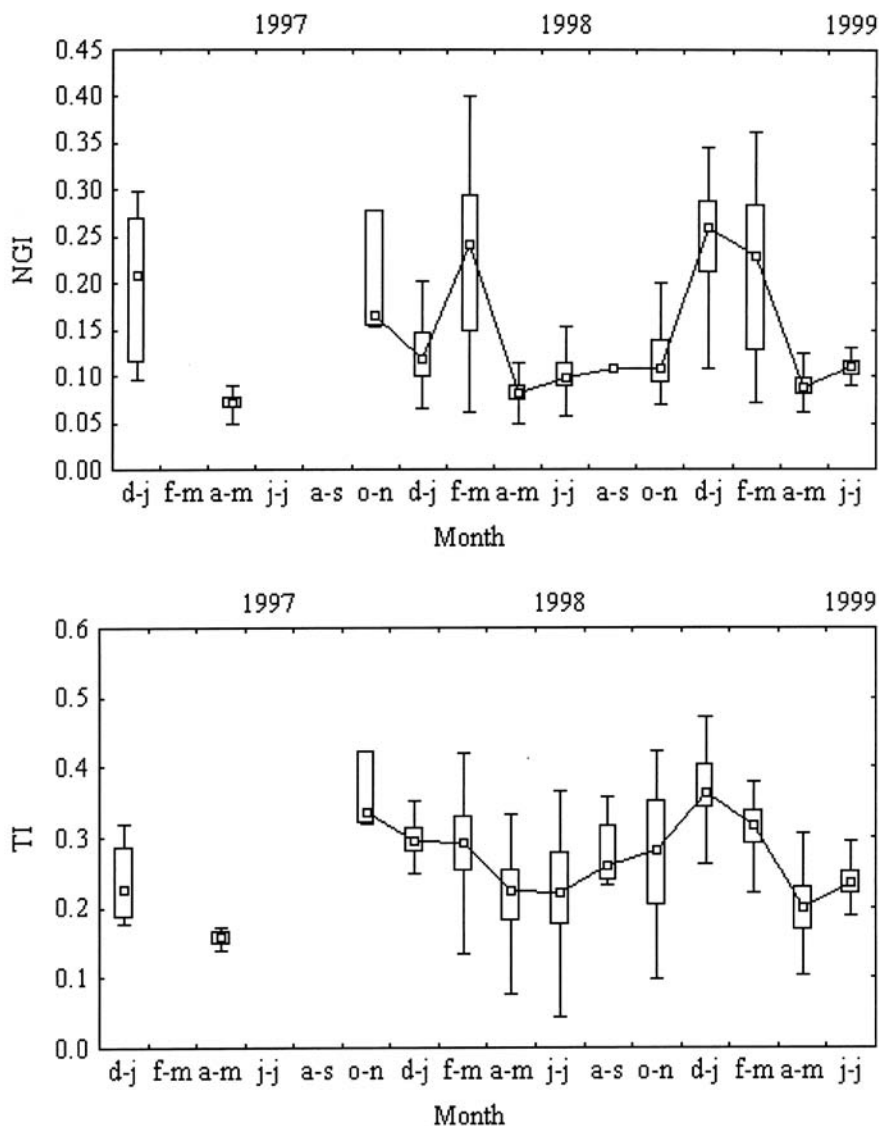 1997 1998 1999
0.45
0.40
0.35
0.30
0.25
0.20
0.15
0.10
0.05
0.00
NGI
d-j f-m a-m j-j a-s o-n d-j f-m a-m j-j a-s o-n d-j f-m a-m j-j
Month
1997 1998 1999
0.6
0.5
0.4
0.3
0.2
0.1
0.0
TI
d-j f-m a-m j-j o-n d-j f-m a-m j-j a-s o-n d-j f-m a-m j-j
Month